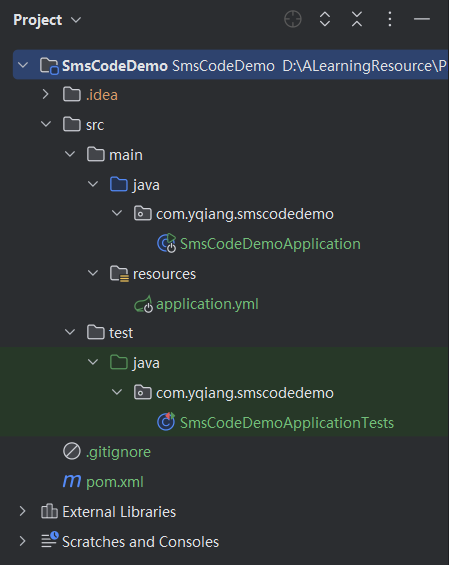 Project
SmsCodeDemo SmsCodeDemo D:\ALearningResource\P
.idea
src
main
java
com.yqiang.smscodedemo
SmsCodeDemoApplication
resources
application.yml
test
java
com.yqiang.smscodedemo
SmsCodeDemoApplicationTests
.gitignore
pom.xml
External Libraries
Scratches and Consoles